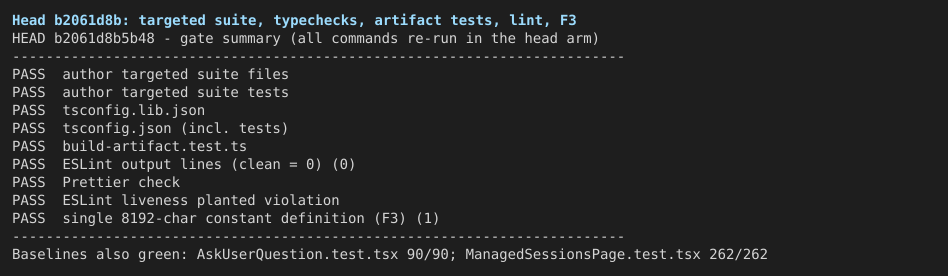 Head b2061d8b: targeted suite, typechecks, artifact tests, lint, F3
HEAD b2061d8b5b48 - gate summary (all commands re-run in the head arm)
------------------------------------------------------------------------
PASS  author targeted suite files
PASS  author targeted suite tests
PASS  tsconfig.lib.json
PASS  tsconfig.json (incl. tests)
PASS  build-artifact.test.ts
PASS  ESLint output lines (clean = 0) (0)
PASS  Prettier check
PASS  ESLint liveness planted violation
PASS  single 8192-char constant definition (F3) (1)
------------------------------------------------------------------------
Baselines also green: AskUserQuestion.test.tsx 90/90; ManagedSessionsPage.test.tsx 262/262